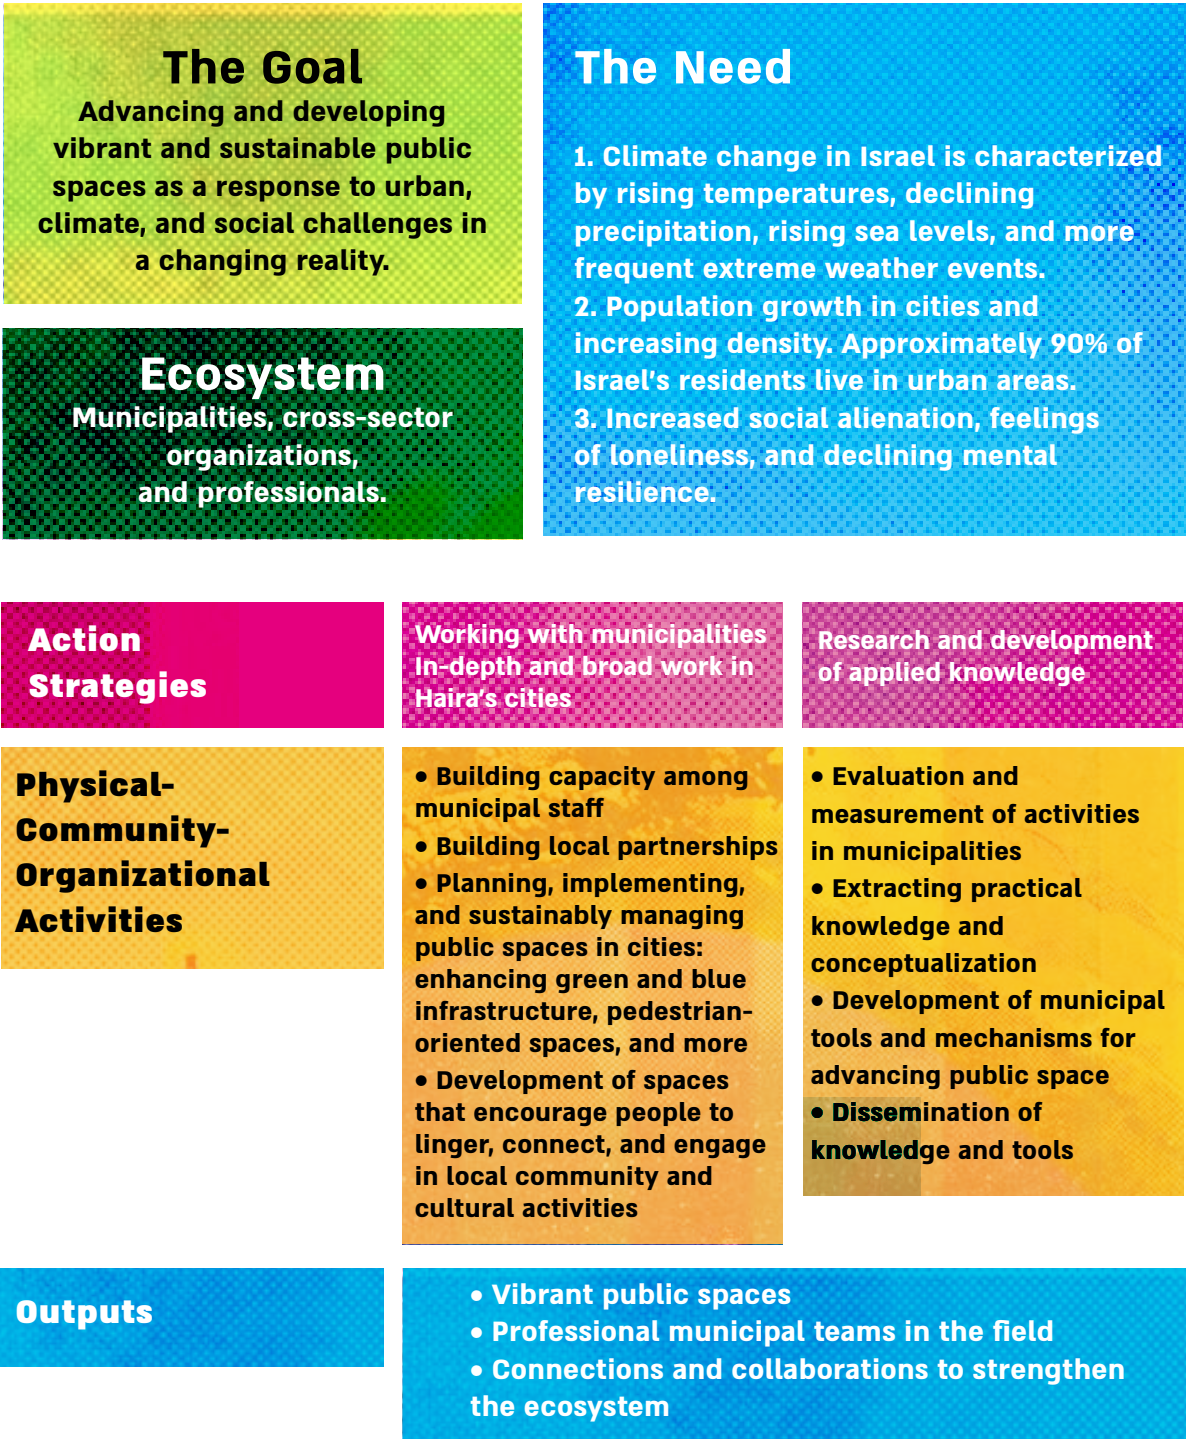 The Goal
Advancing and developing
vibrant and sustainable public
spaces as a response to urban,
climate, and social challenges in
a changing reality.
The Need
1. Climate change in Israel is characterized
by rising temperatures, declining
precipitation, rising sea levels, and more
frequent extreme weather events.
2. Population growth in cities and
increasing density. Approximately 90% of
Israel's residents live in urban areas.
3. Increased social alienation, feelings
of loneliness, and declining mental
resilience.
Ecosystem
Municipalities, cross-sector
organizations,
and professionals.
Action
Strategies
Working with municipalities
In-depth and broad work in
Haira's cities
Research and development
of applied knowledge
Physical-
Community-
Organizational
Activities
• Building capacity among
municipal staff
• Building local partnerships
• Planning, implementing,
and sustainably managing
public spaces in cities:
enhancing green and blue
infrastructure, pedestrian-
oriented spaces, and more
• Development of spaces
that encourage people to
linger, connect, and engage
in local community and
cultural activities
• Evaluation and
measurement of activities
in municipalities
• Extracting practical
knowledge and
conceptualization
• Development of municipal
tools and mechanisms for
advancing public space
• Dissemination of
knowledge and tools
Outputs
• Vibrant public spaces
• Professional municipal teams in the field
• Connections and collaborations to strengthen
the ecosystem